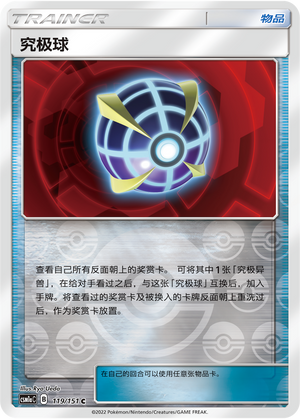 TRAINER
物品
究极球
查看自己所有反面朝上的奖赏卡。 可将其中1张「究极异
兽」, 在给对手看过之后, 与这张「究极球」互换后, 加入
手牌。将查看过的奖赏卡及被换入的卡牌反面朝上重洗过
后, 作为奖赏卡放置。
Illus. Ryo Ueda
csm1aC B 119/151 C
在自己的回合可以使用任意张物品卡。
©2022 Pokémon/Nintendo/Creatures/GAME FREAK.